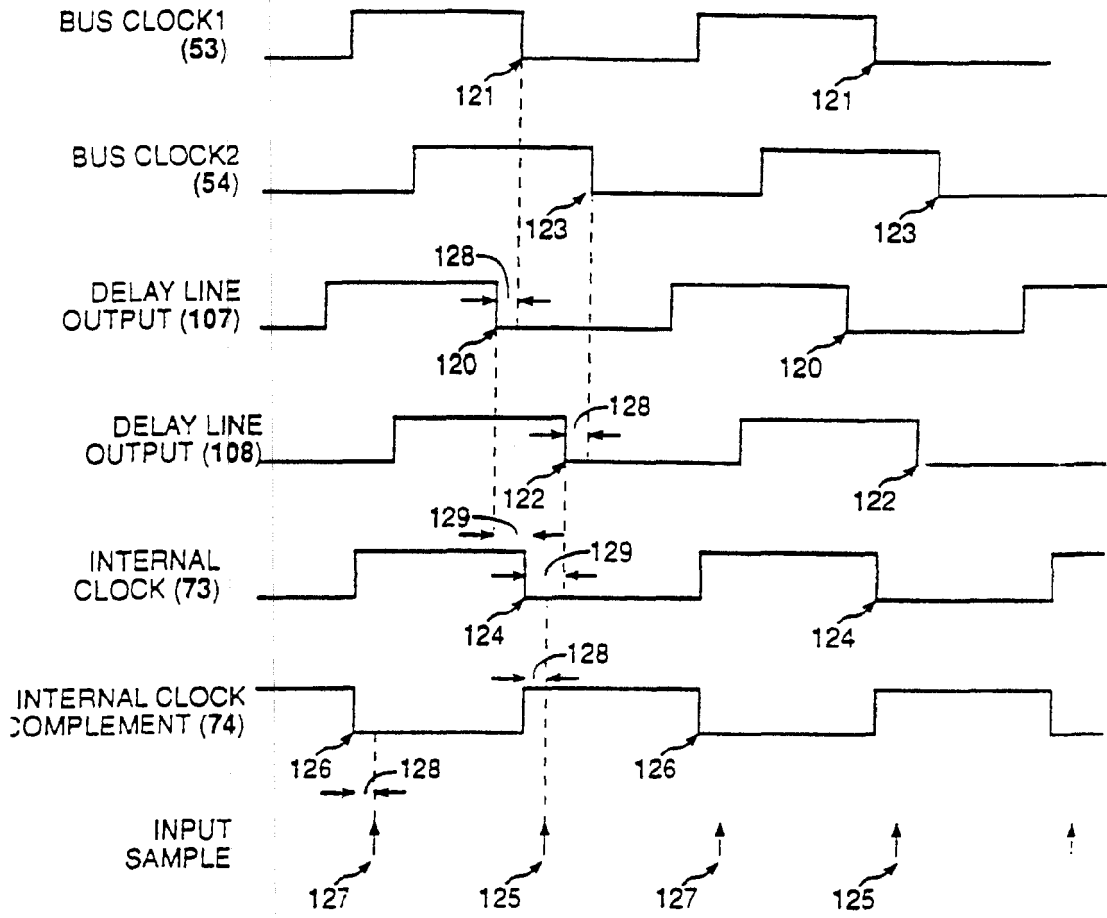 BUS CLOCK1
(53)
121
121
BUS CLOCK2
(54)
123
123
128
DELAY LINE
OUTPUT (107)
120
120
128
DELAY LINE
OUTPUT (108)
122
122
129
129
INTERNAL
CLOCK (73)
124
124
128
INTERNAL CLOCK
COMPLEMENT (74)
126
126
128
INPUT
SAMPLE
127
125
127
125